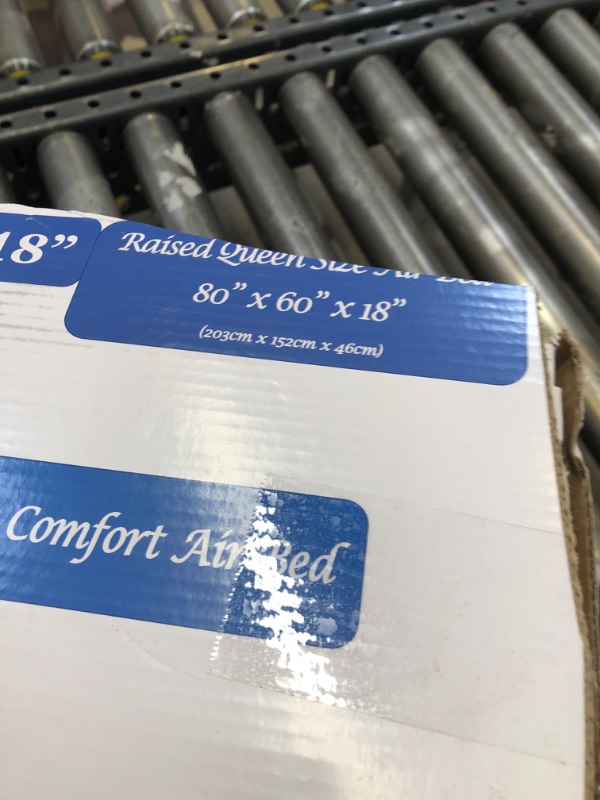 18”
Raised Queen Size Air Bed
80” x 60” x 18”
(203cm x 152cm x 46cm)
Comfort Air Bed